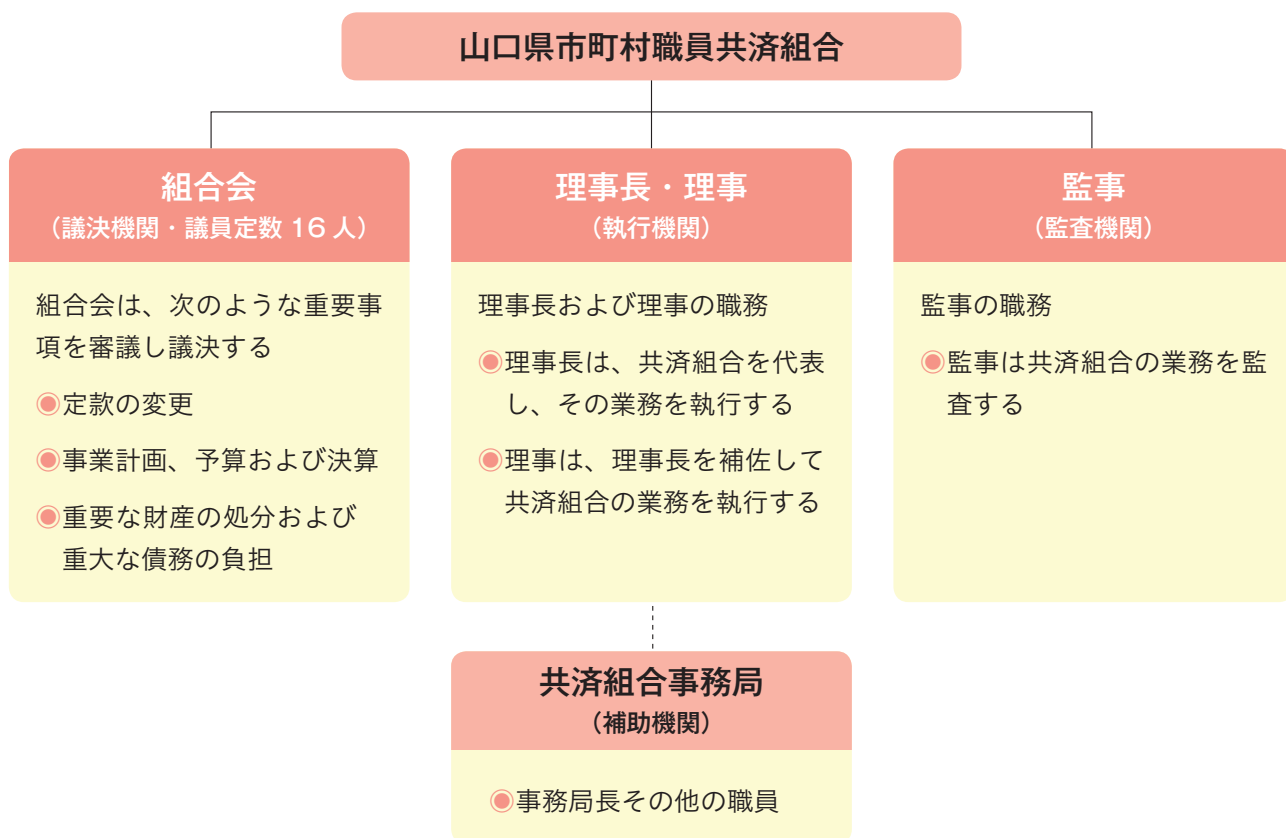 山口県市町村職員共済組合
組合会
（議決機関・議員定数 16 人）
組合会は、次のような重要事
項を審議し議決する
◉定款の変更
◉事業計画、予算および決算
◉重要な財産の処分および
重大な債務の負担
理事長・理事
（執行機関）
理事長および理事の職務
◉理事長は、共済組合を代表
し、その業務を執行する
◉理事は、理事長を補佐して
共済組合の業務を執行する
監事
（監査機関）
監事の職務
◉監事は共済組合の業務を監
査する
共済組合事務局
（補助機関）
◉事務局長その他の職員